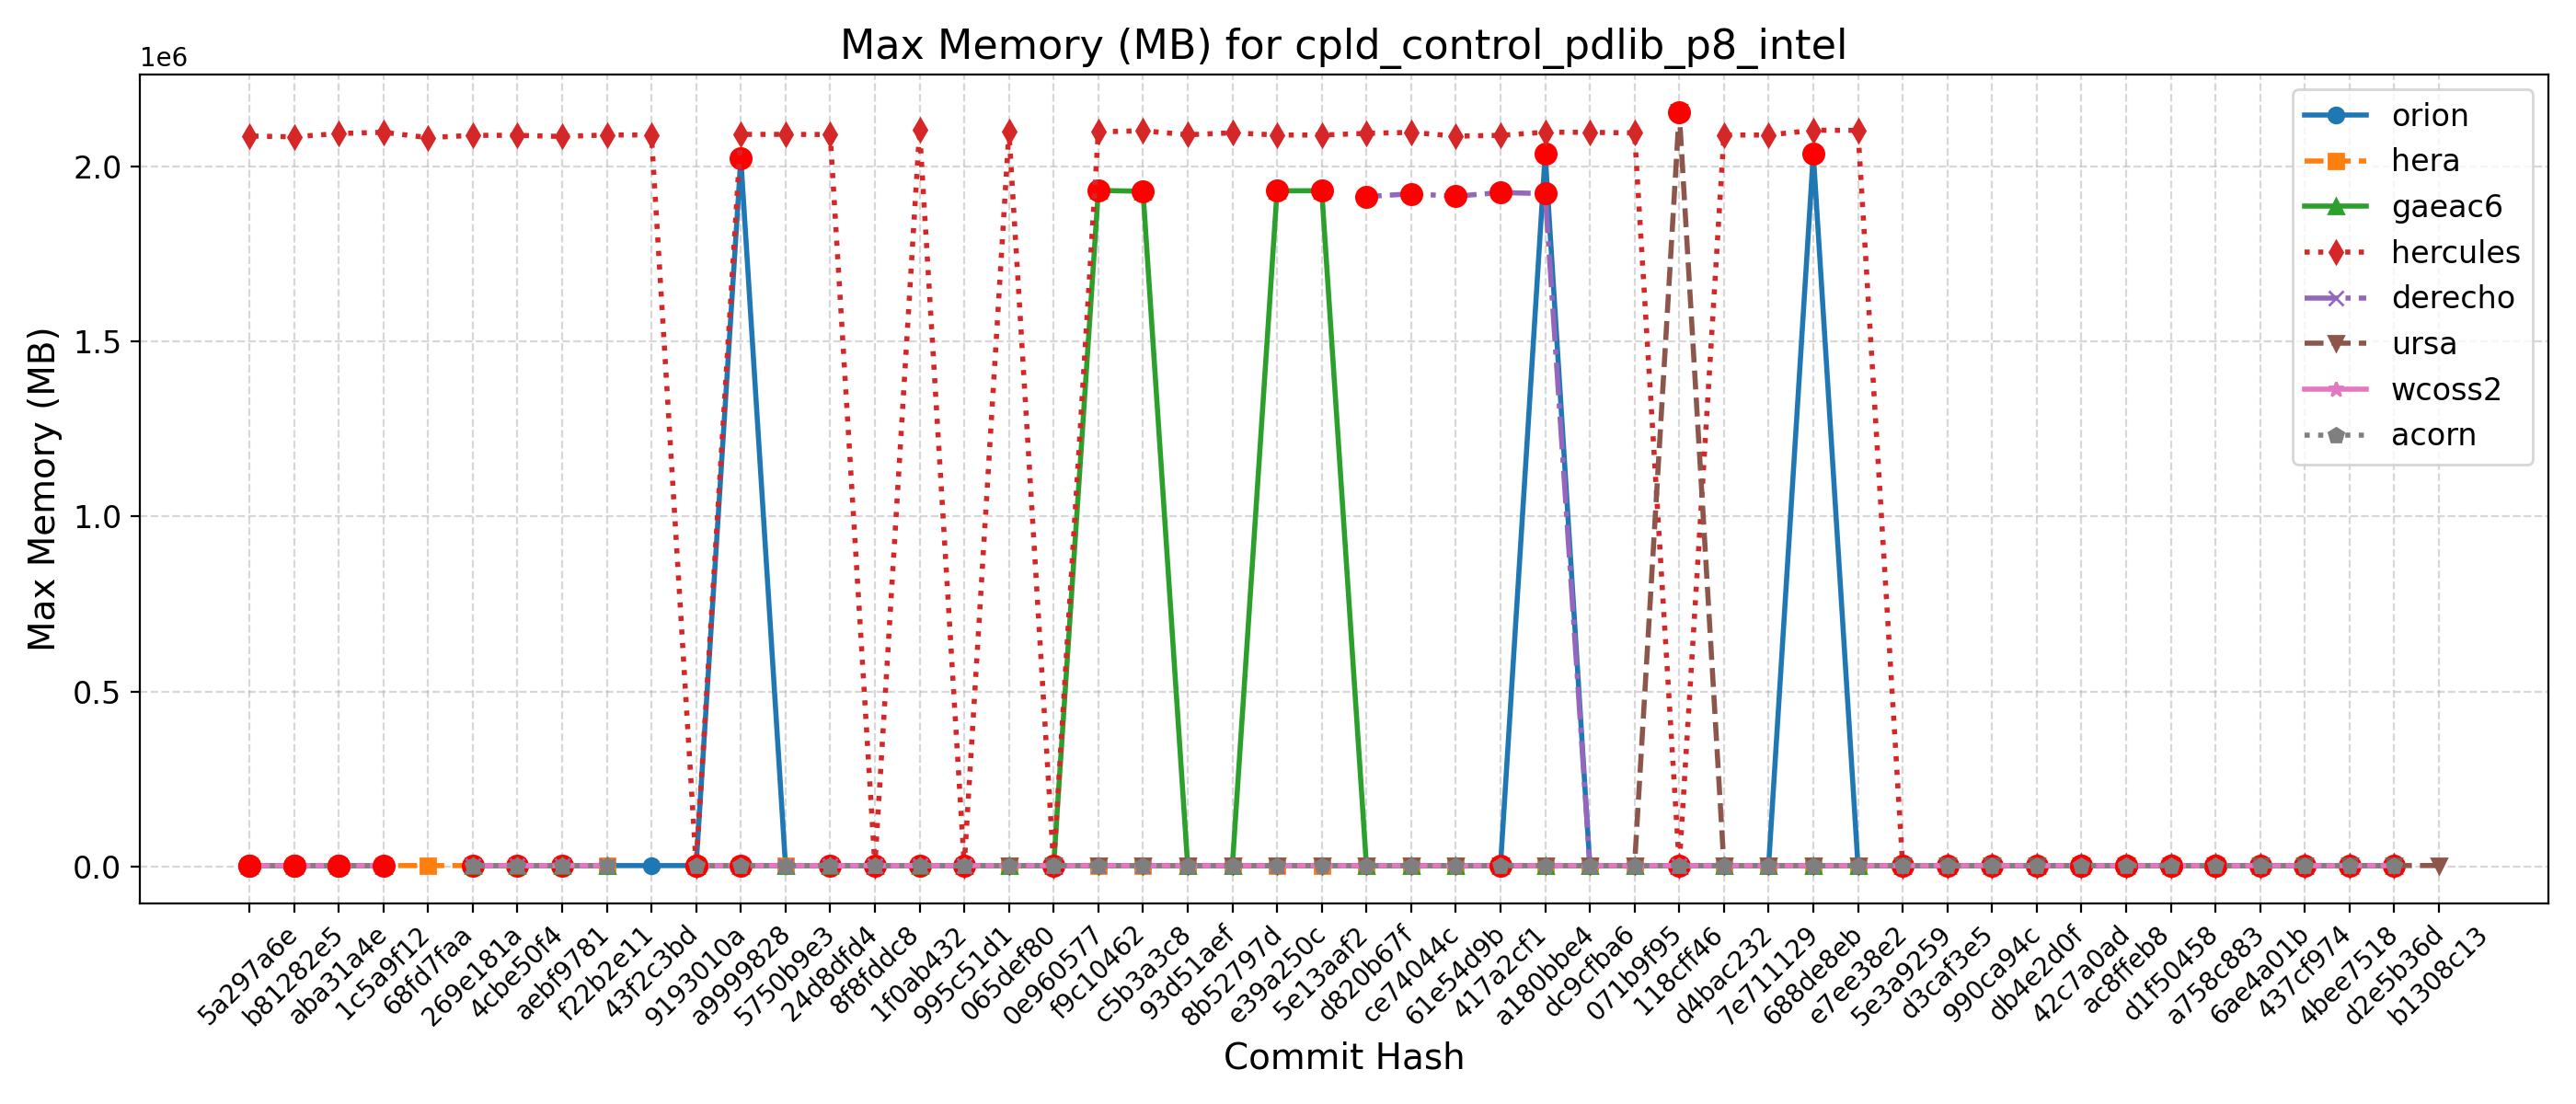 Max Memory (MB) for cpld_control_pdlib_p8_intel
1e6
2.0
1.5
1.0
0.5
0.0
Max Memory (MB)
orion
hera
gaeac6
hercules
derecho
ursa
wcoss2
acorn
5a297a6e
b81282e5
aba31a4e
1c5a9f12
68fd7faa
269e181a
4cbe50f4
aebf9781
f22b2e11
43f2c3bd
9193010a
a9999828
5750b9e3
24d8dfd4
8f8fddc8
1f0ab432
995c51d1
065def80
0e960577
f9c10462
c5b3a3c8
93d51aef
8b52797d
e39a250c
5e13aaf2
d820b67f
ce74044c
61e54d9b
417a2cf1
a180bbe4
dc9cfba6
071b9f95
118cff46
d4bac232
7e711129
688de8eb
e7ee38e2
5e3a9259
d3caf3e5
990ca94c
db4e2d0f
42c7a0ad
ac8ffeb8
d1f50458
a758c883
6ae4a01b
437cf974
4bee7518
d2e5b36d
b1308c13
Commit Hash